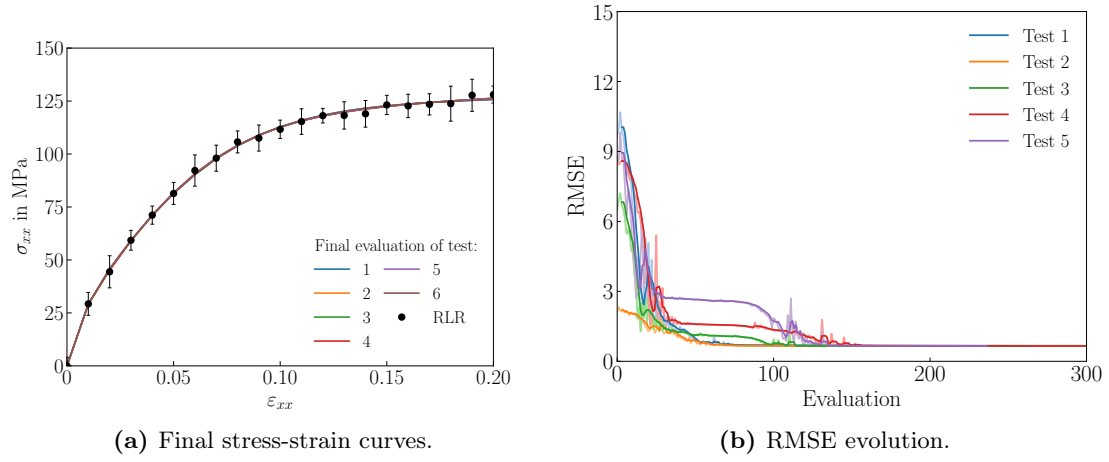 150
125
100
75
50
25
0
σxx in MPa
Final evaluation of test:
1
2
3
4
5
6
RLR
0 0.05 0.10 0.15 0.20
εxx
(a) Final stress-strain curves.
15
12
9
6
3
0
RMSE
Test 1
Test 2
Test 3
Test 4
Test 5
0 100 200 300
Evaluation
(b) RMSE evolution.